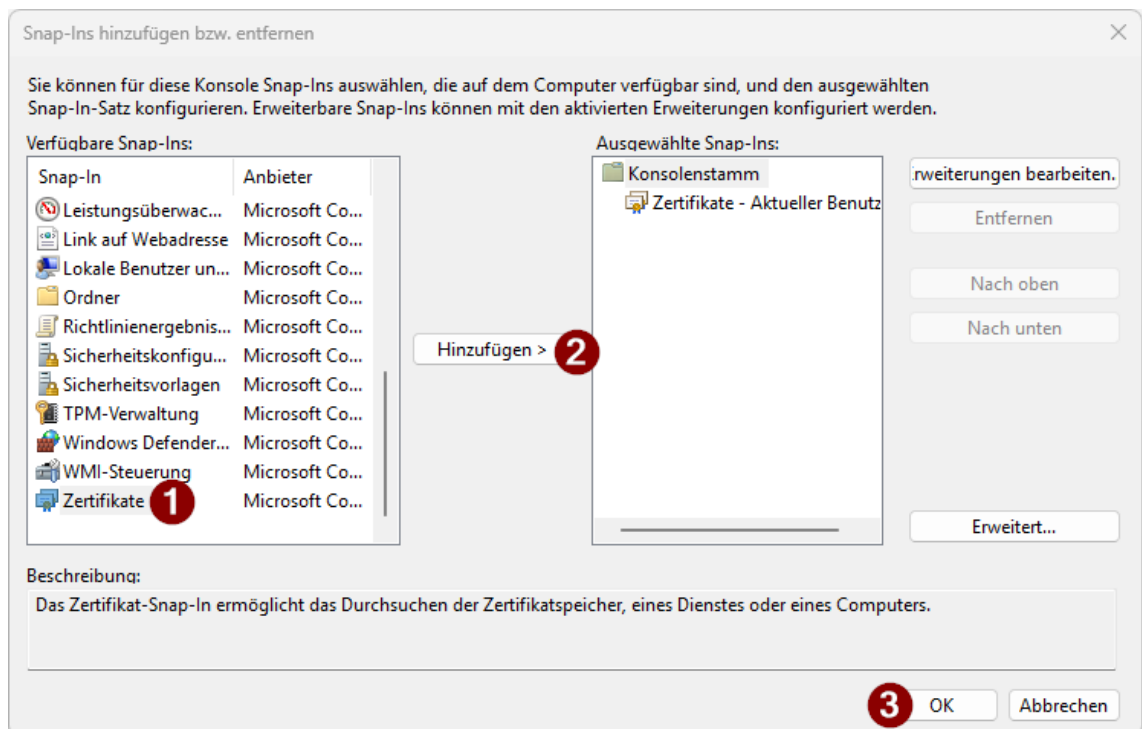 Snap-Ins hinzufügen bzw. entfernen
Sie können für diese Konsole Snap-Ins auswählen, die auf dem Computer verfügbar sind, und den ausgewählten
Snap-In-Satz konfigurieren. Erweiterbare Snap-Ins können mit den aktivierten Erweiterungen konfiguriert werden.
Verfügbare Snap-Ins:
Snap-In Anbieter
Leistungsüberwac... Microsoft Co...
Link auf Webadresse Microsoft Co...
Lokale Benutzer un... Microsoft Co...
Ordner Microsoft Co...
Richtlinienergebnis... Microsoft Co...
Sicherheitskonfigu... Microsoft Co...
Sicherheitsvorlagen Microsoft Co...
TPM-Verwaltung Microsoft Co...
Windows Defender... Microsoft Co...
WMI-Steuerung Microsoft Co...
Zertifikate 1 Microsoft Co...
Hinzufügen > 2
Ausgewählte Snap-Ins:
Konsolenstamm
Zertifikate - Aktueller Benutz
rweiterungen bearbeiten.
Entfernen
Nach oben
Nach unten
Erweitert...
Beschreibung:
Das Zertifikat-Snap-In ermöglicht das Durchsuchen der Zertifikatspeicher, eines Dienstes oder eines Computers.
3 OK Abbrechen